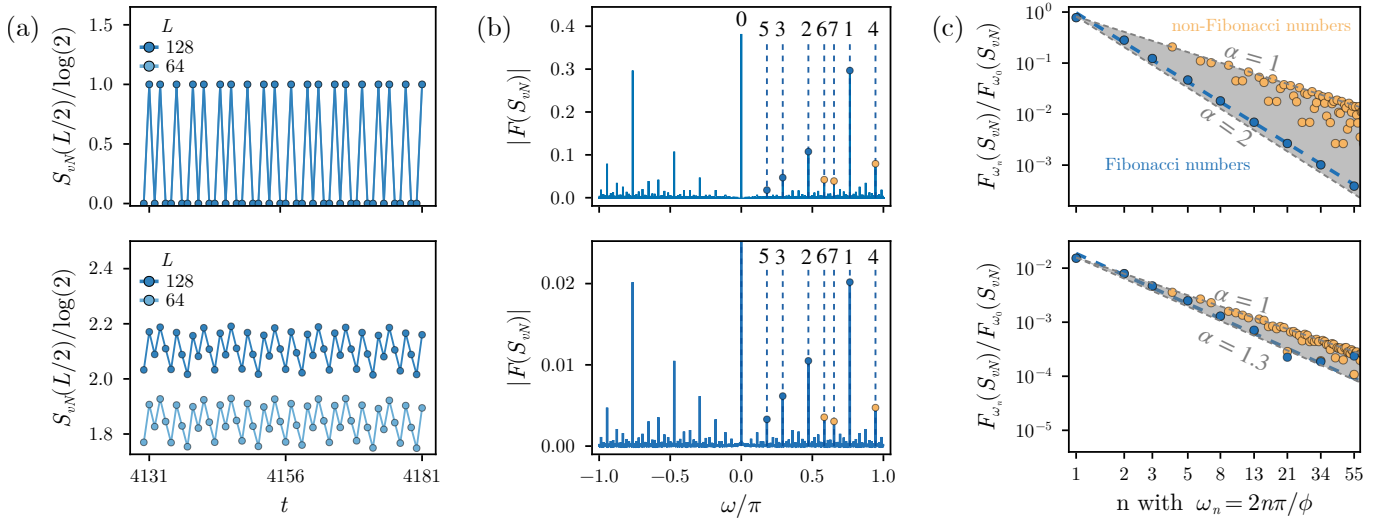 (a)
S_{vN}(L/2)/log(2)
1.5
1.0
0.5
0.0
L
128
64
4131
4156
4181
S_{vN}(L/2)/log(2)
2.4
2.2
2.0
1.8
L
128
64
4131
4156
4181
t
(b)
|F(S_{vN})|
0.4
0.3
0.2
0.1
0.0
0
5 3 2 6 7 1 4
|F(S_{vN})|
0.02
0.01
0.00
5 3 2 6 7 1 4
−1.0
−0.5
0.0
0.5
1.0
ω/π
(c)
F_{ω_n}(S_{vN})/F_{ω_0}(S_{vN})
10^0
10^{−1}
10^{−2}
10^{−3}
non-Fibonacci numbers
α = 1
α = 2
Fibonacci numbers
F_{ω_n}(S_{vN})/F_{ω_0}(S_{vN})
10^{−2}
10^{−3}
10^{−4}
10^{−5}
α = 1
α = 1.3
1 2 3 5 8 13 21 34 55
n with ω_n = 2nπ/ϕ